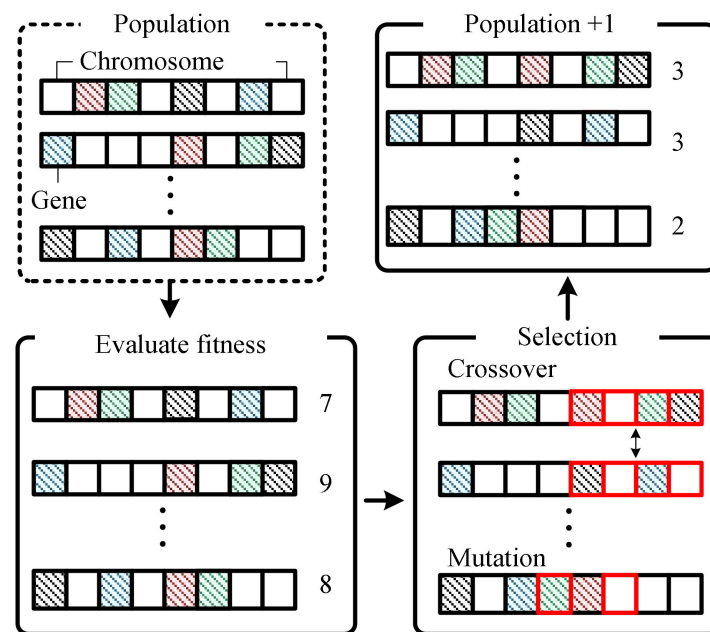 Population
Chromosome
Gene
Population +1
3
3
2
Evaluate fitness
7
9
8
Selection
Crossover
Mutation